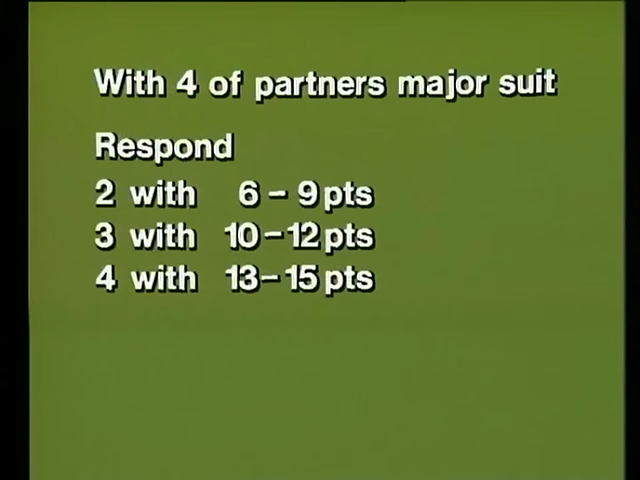 With 4 of partners major suit
Respond
2 with 6 – 9 pts
3 with 10 – 12 pts
4 with 13 – 15 pts